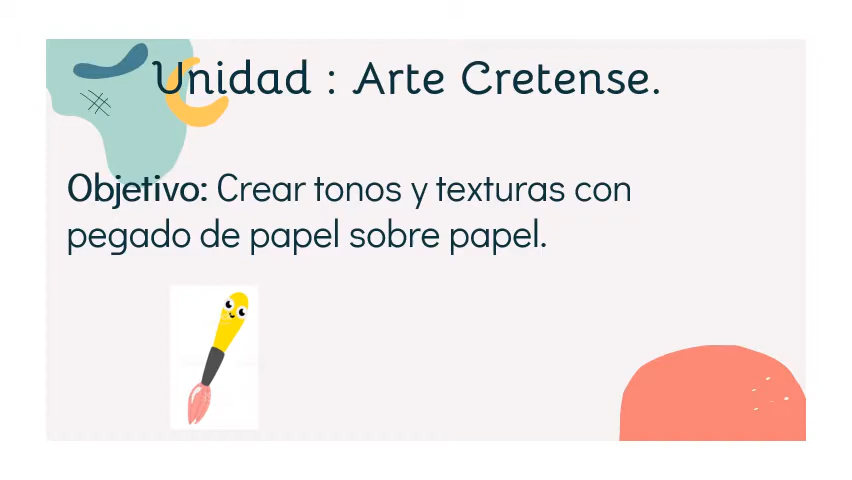 Unidad : Arte Cretense.
Objetivo: Crear tonos y texturas con
pegado de papel sobre papel.